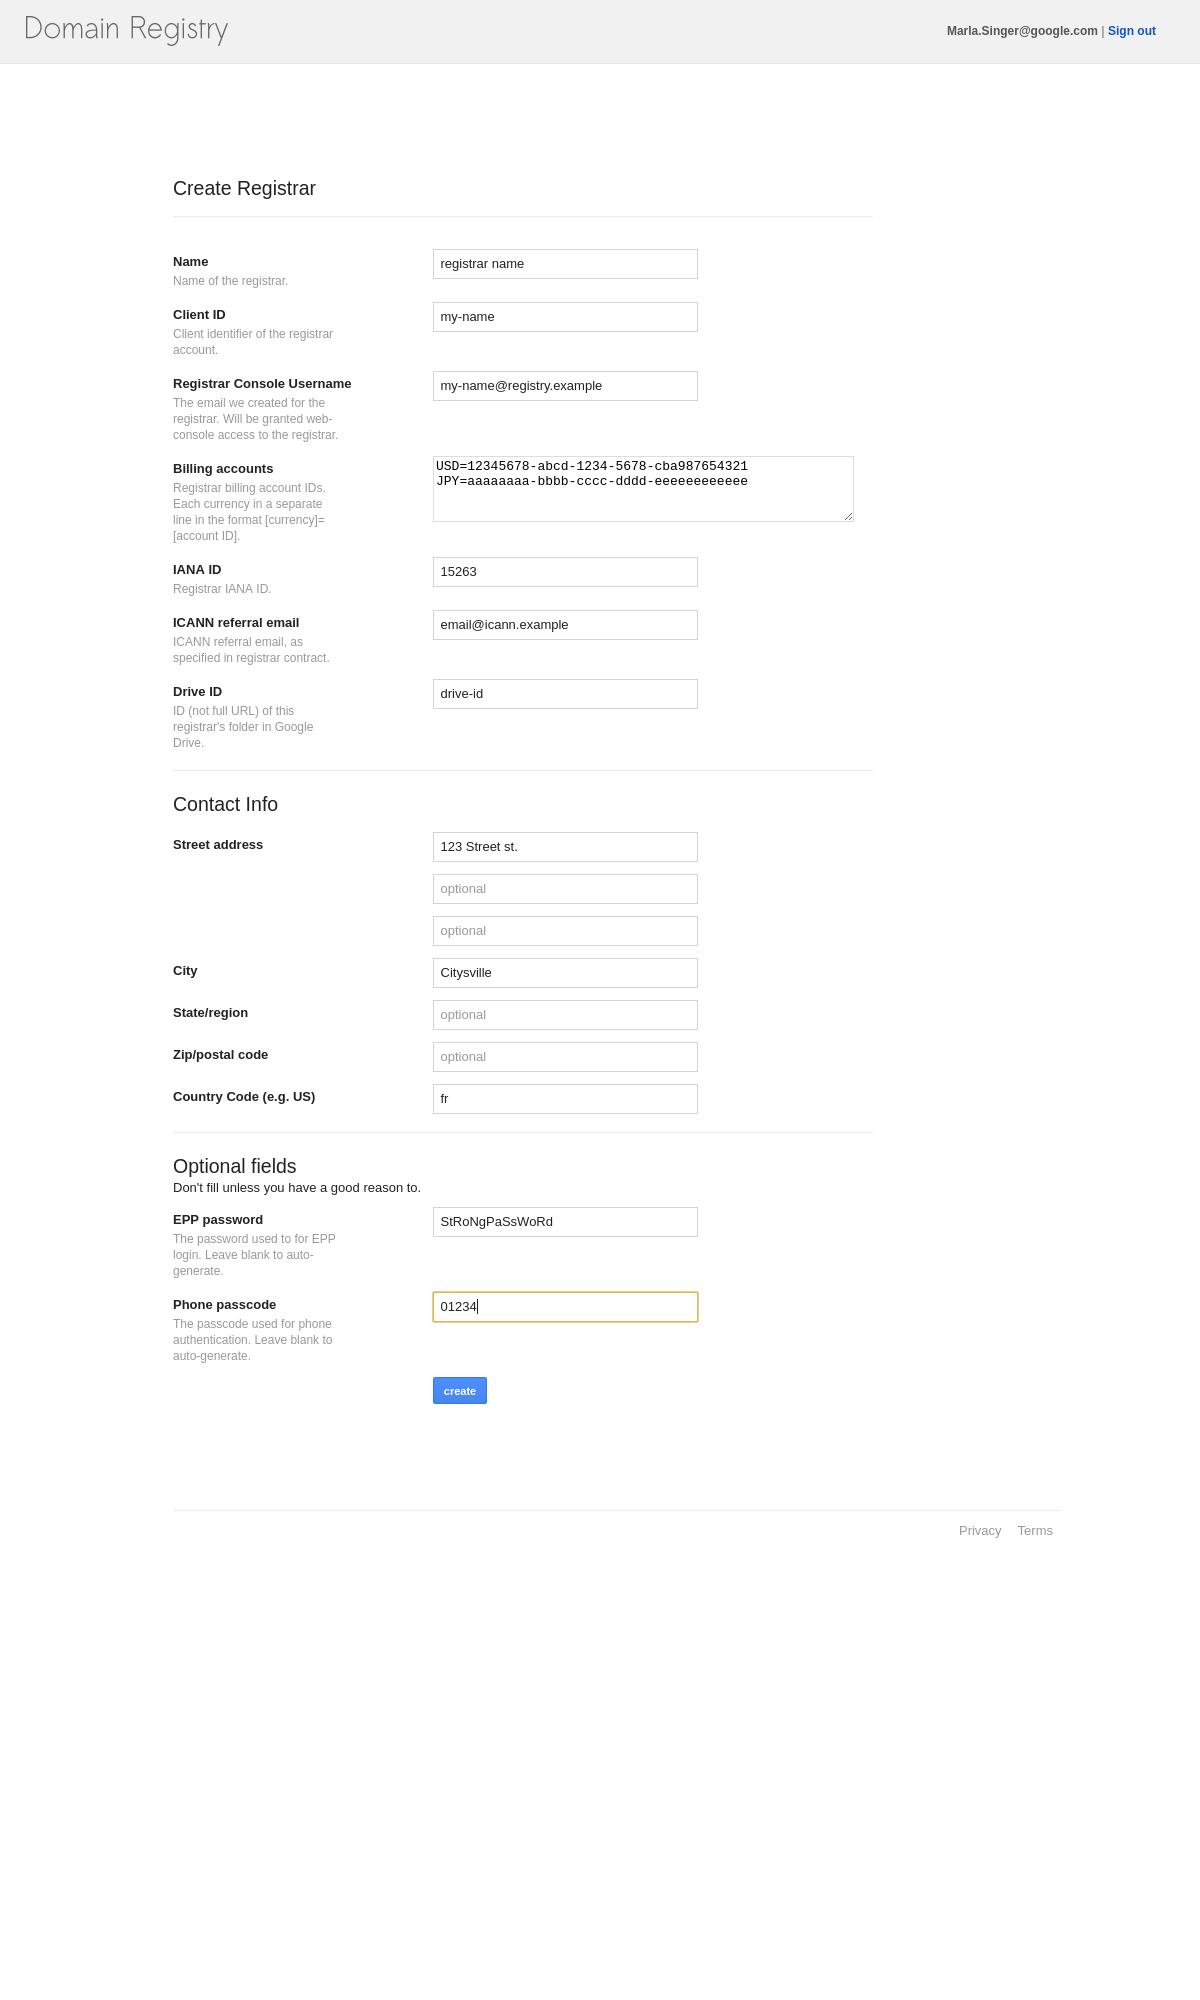 Domain Registry
Marla.Singer@google.com | Sign out
Create Registrar
Name
Name of the registrar.
registrar name
Client ID
Client identifier of the registrar
account.
my-name
Registrar Console Username
The email we created for the
registrar. Will be granted web-
console access to the registrar.
my-name@registry.example
Billing accounts
Registrar billing account IDs.
Each currency in a separate
line in the format [currency]=
[account ID].
USD=12345678-abcd-1234-5678-cba987654321
JPY=aaaaaaaa-bbbb-cccc-dddd-eeeeeeeeeeee
IANA ID
Registrar IANA ID.
15263
ICANN referral email
ICANN referral email, as
specified in registrar contract.
email@icann.example
Drive ID
ID (not full URL) of this
registrar's folder in Google
Drive.
drive-id
Contact Info
Street address
123 Street st.
optional
optional
City
Citysville
State/region
optional
Zip/postal code
optional
Country Code (e.g. US)
fr
Optional fields
Don't fill unless you have a good reason to.
EPP password
The password used to for EPP
login. Leave blank to auto-
generate.
StRoNgPaSsWoRd
Phone passcode
The passcode used for phone
authentication. Leave blank to
auto-generate.
01234
create
Privacy Terms